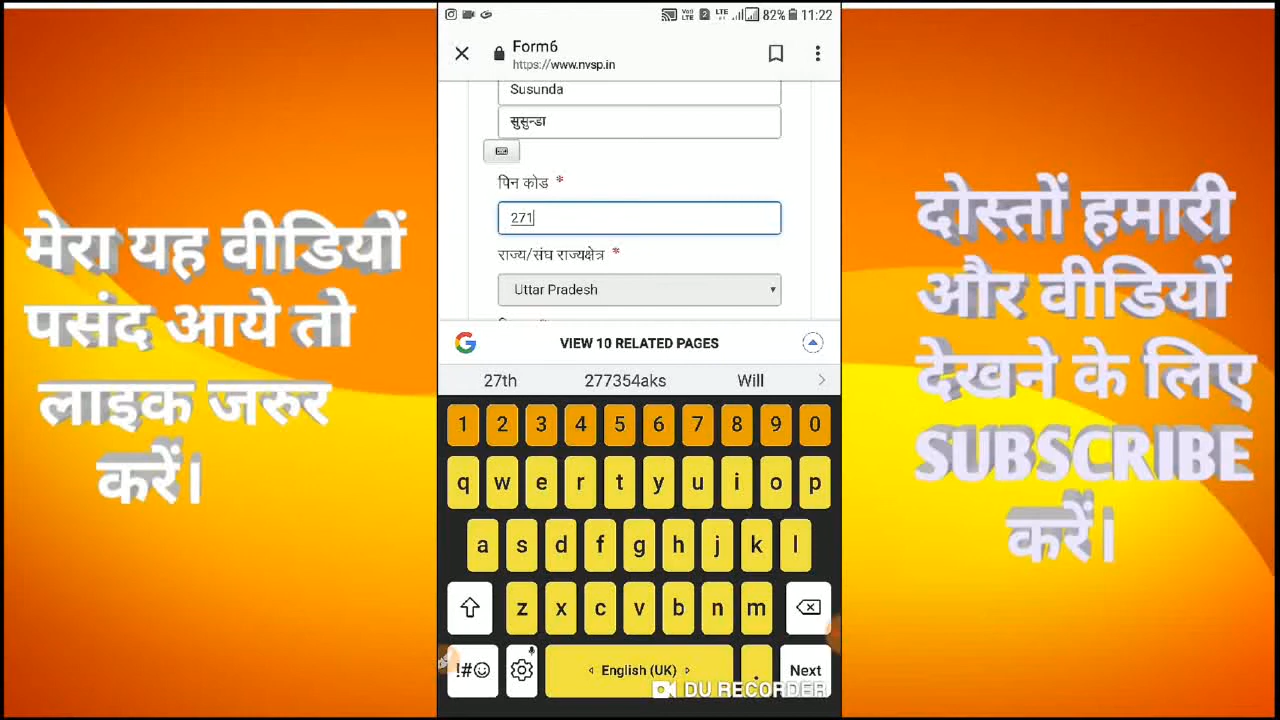 मेरा यह वीडियों
पसंद आये तो
लाइक जरुर
करें।
82% 11:22
Form6
https://www.nvsp.in
Susunda
सुसुन्डा
पिन कोड *
271
राज्य/संघ राज्यक्षेत्र *
Uttar Pradesh
VIEW 10 RELATED PAGES
27th 277354aks Will
1 2 3 4 5 6 7 8 9 0
q w e r t y u i o p
a s d f g h j k l
z x c v b n m
!#☺ English (UK) . Next
DU RECORDER
दोस्तों हमारी
और वीडियों
देखने के लिए
SUBSCRIBE
करें।